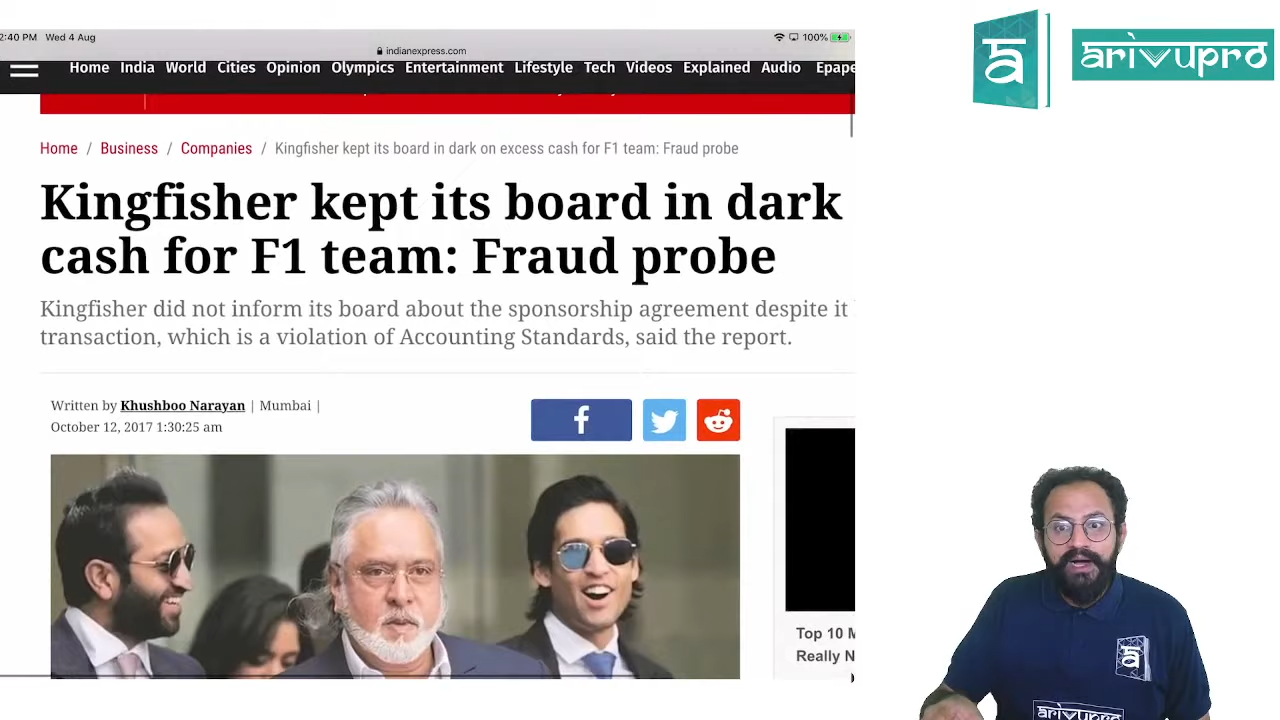 2:40 PM Wed 4 Aug
100%
indianexpress.com
Home India World Cities Opinion Olympics Entertainment Lifestyle Tech Videos Explained Audio Epape
Home / Business / Companies / Kingfisher kept its board in dark on excess cash for F1 team: Fraud probe
Kingfisher kept its board in dark
cash for F1 team: Fraud probe
Kingfisher did not inform its board about the sponsorship agreement despite it
transaction, which is a violation of Accounting Standards, said the report.
Written by Khushboo Narayan | Mumbai |
October 12, 2017 1:30:25 am
f
Top 10 M
Really N
a
arivupro
a
arivupro